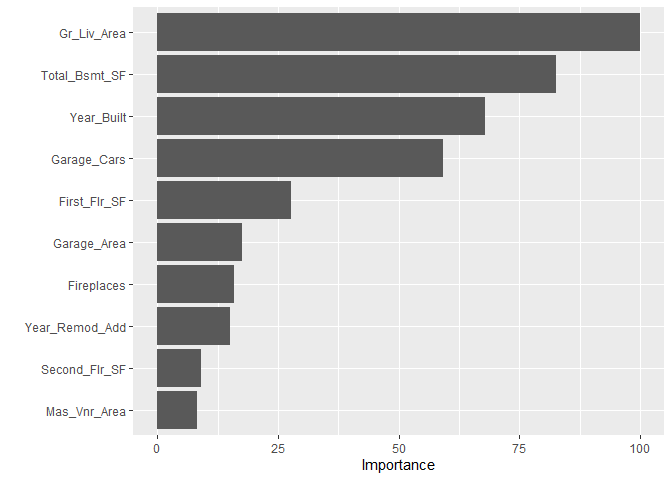 Gr_Liv_Area
Total_Bsmt_SF
Year_Built
Garage_Cars
First_Flr_SF
Garage_Area
Fireplaces
Year_Remod_Add
Second_Flr_SF
Mas_Vnr_Area
0 25 50 75 100
Importance